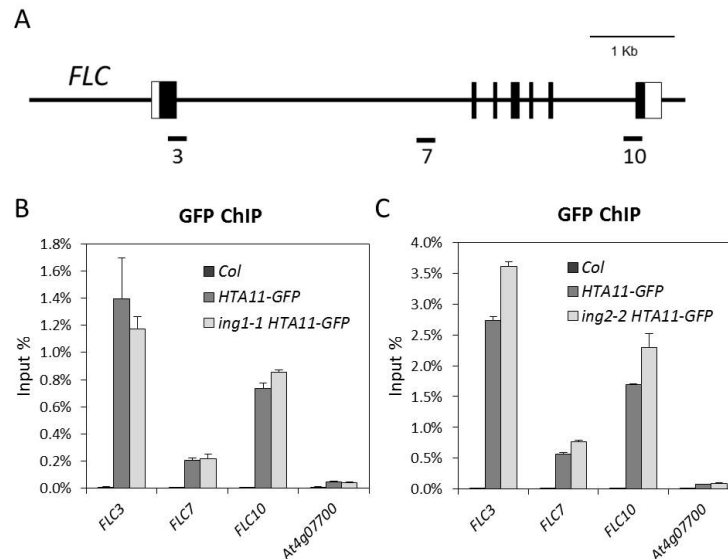 A
1 Kb
FLC
3
7
10
B
GFP ChIP
1.8%
1.6%
1.4%
1.2%
1.0%
0.8%
0.6%
0.4%
0.2%
0.0%
Input %
Col
HTA11-GFP
ing1-1 HTA11-GFP
FLC3
FLC7
FLC10
At4g07700
C
GFP ChIP
4.0%
3.5%
3.0%
2.5%
2.0%
1.5%
1.0%
0.5%
0.0%
Input %
Col
HTA11-GFP
ing2-2 HTA11-GFP
FLC3
FLC7
FLC10
At4g07700